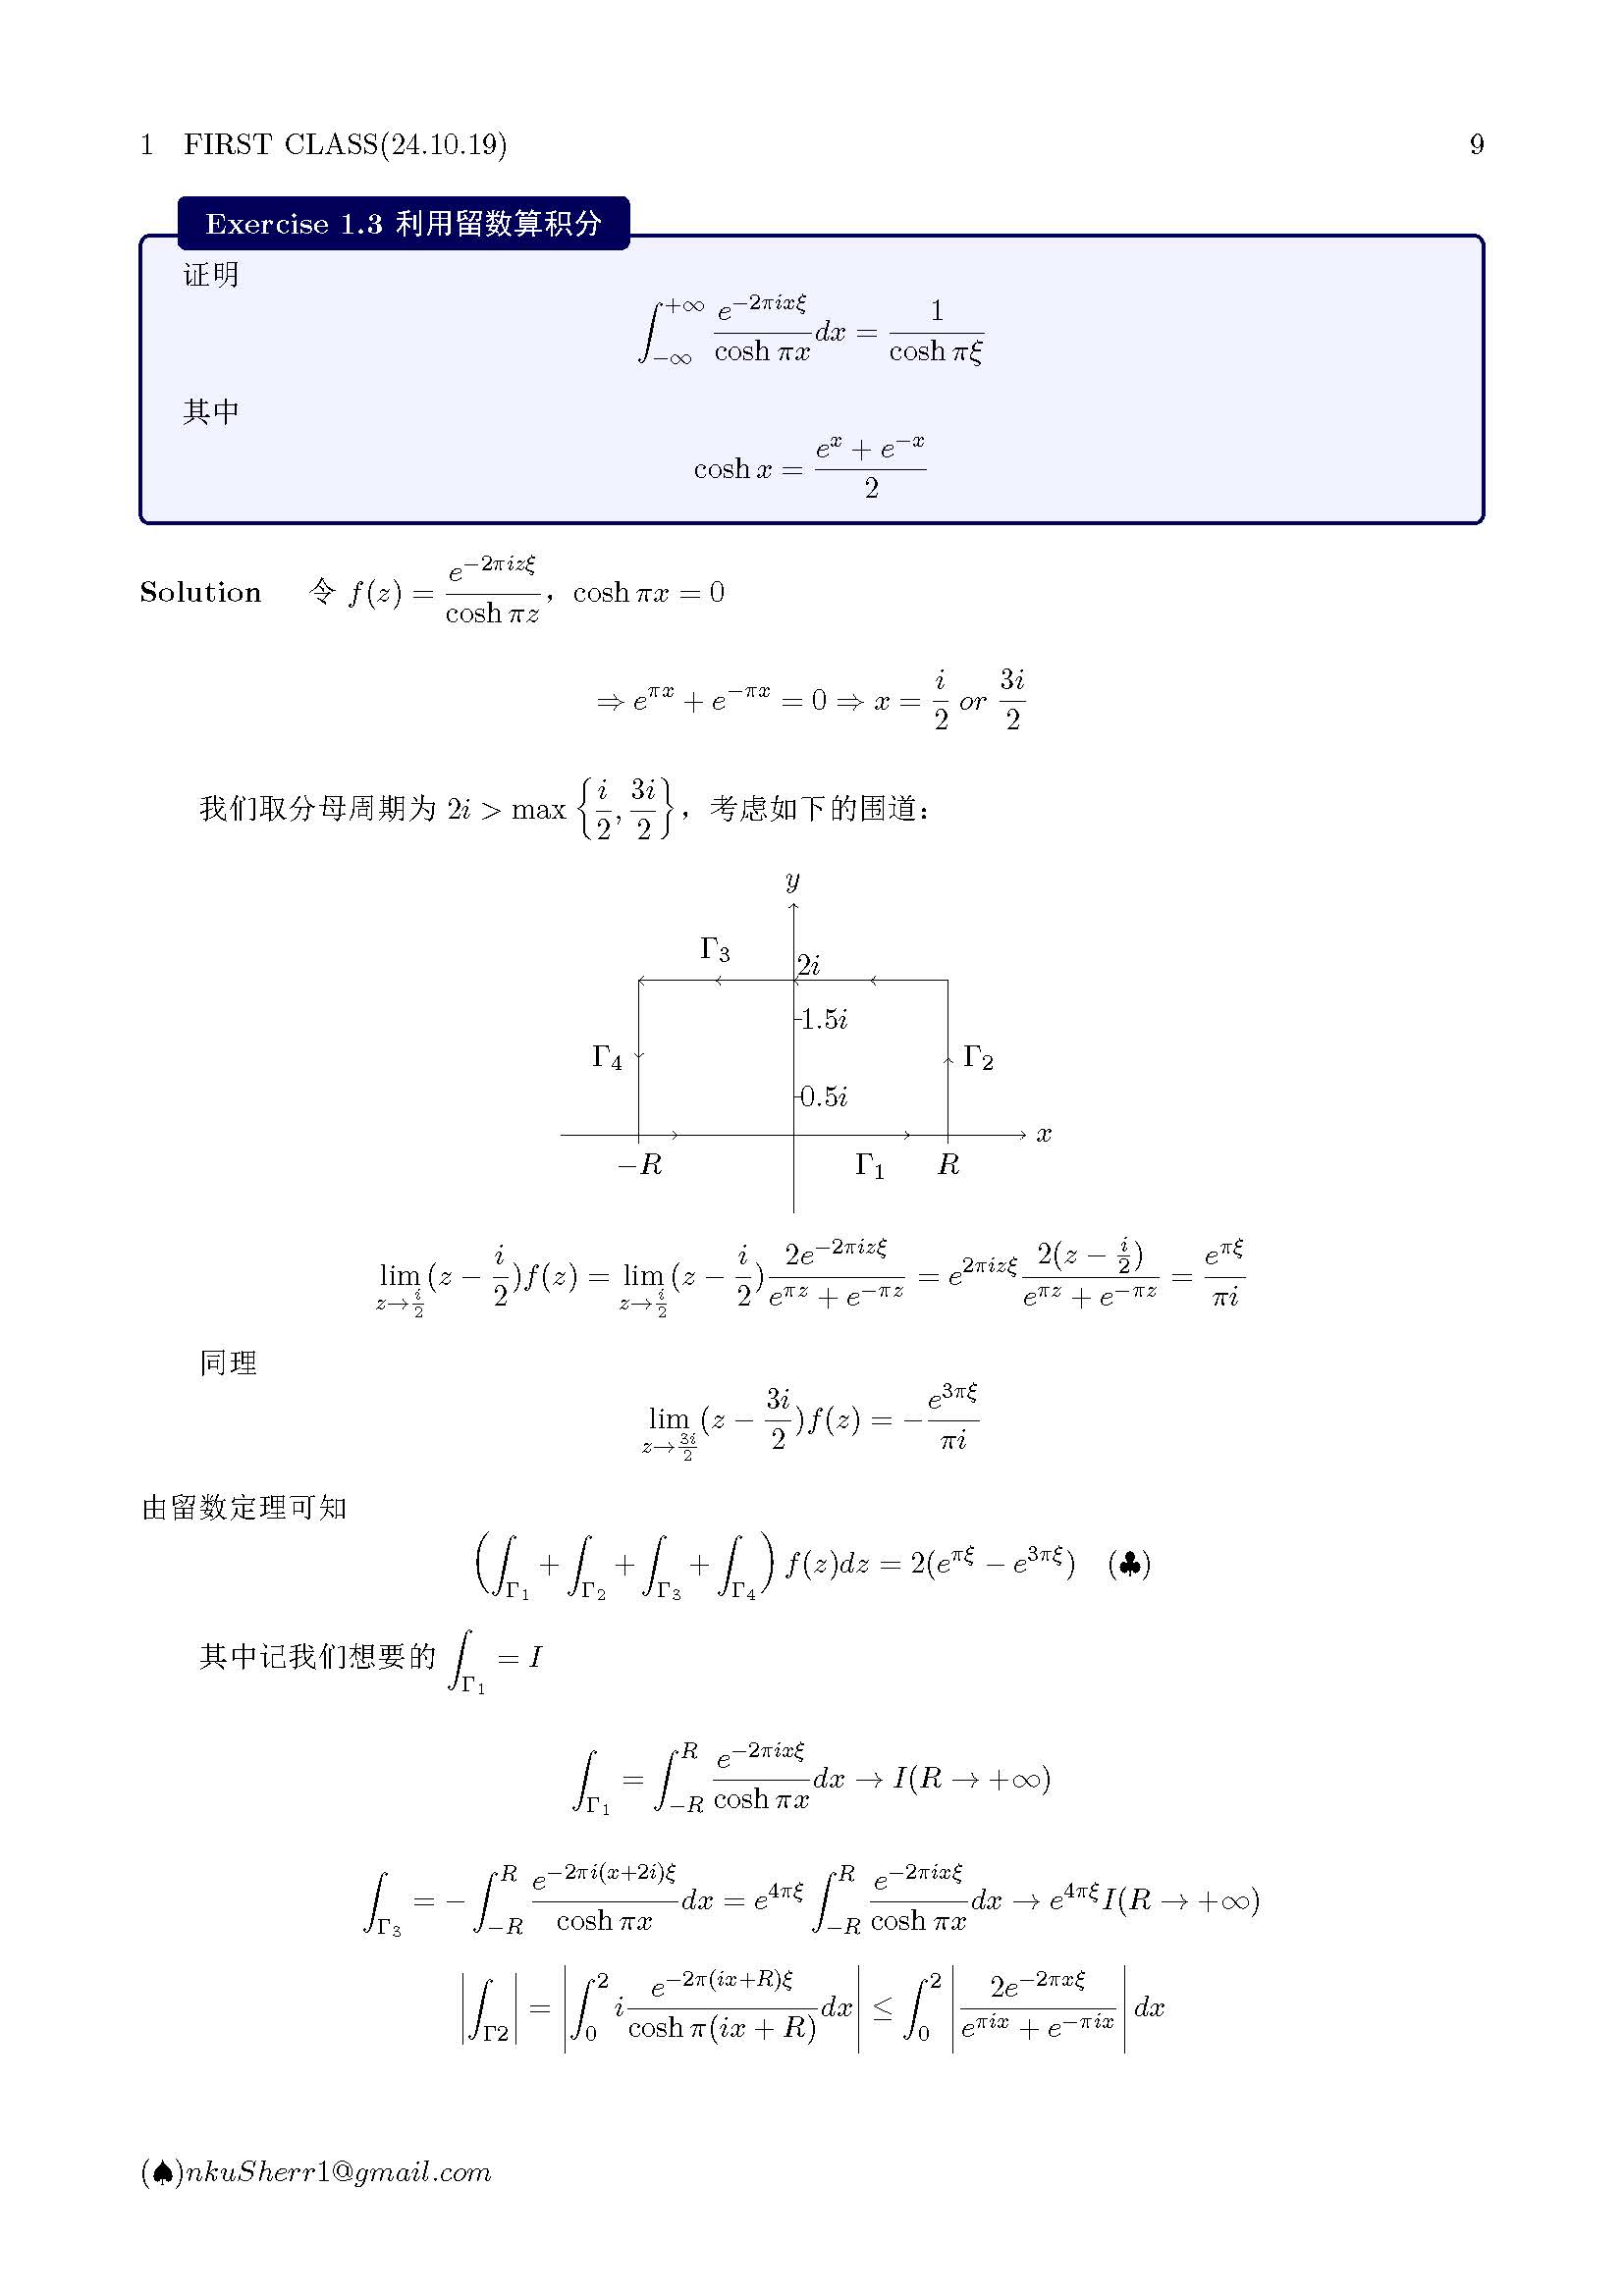 1 FIRST CLASS(24.10.19) 9
Exercise 1.3 利用留数算积分
证明
$$\int_{-\infty}^{+\infty} \frac{e^{-2\pi i x\xi}}{\cosh \pi x} dx = \frac{1}{\cosh \pi\xi}$$
其中
$$\cosh x = \frac{e^x + e^{-x}}{2}$$
Solution 令 $f(z) = \frac{e^{-2\pi i z\xi}}{\cosh \pi z}$，$\cosh \pi x = 0$
$$\Rightarrow e^{\pi x} + e^{-\pi x} = 0 \Rightarrow x = \frac{i}{2} \ or \ \frac{3i}{2}$$
我们取分母周期为 $2i > \max\left\{\frac{i}{2}, \frac{3i}{2}\right\}$，考虑如下的围道：
$y$
$\Gamma_3$
$2i$
$1.5i$
$\Gamma_4$ $\Gamma_2$
$0.5i$
$x$
$-R$ $\Gamma_1$ $R$
$$\lim_{z \to \frac{i}{2}} (z - \frac{i}{2}) f(z) = \lim_{z \to \frac{i}{2}} (z - \frac{i}{2}) \frac{2e^{-2\pi i z\xi}}{e^{\pi z} + e^{-\pi z}} = e^{2\pi i z\xi} \frac{2(z - \frac{i}{2})}{e^{\pi z} + e^{-\pi z}} = \frac{e^{\pi\xi}}{\pi i}$$
同理
$$\lim_{z \to \frac{3i}{2}} (z - \frac{3i}{2}) f(z) = -\frac{e^{3\pi\xi}}{\pi i}$$
由留数定理可知
$$\left(\int_{\Gamma_1} + \int_{\Gamma_2} + \int_{\Gamma_3} + \int_{\Gamma_4}\right) f(z) dz = 2(e^{\pi\xi} - e^{3\pi\xi}) \quad (♣)$$
其中记我们想要的 $\int_{\Gamma_1} = I$
$$\int_{\Gamma_1} = \int_{-R}^{R} \frac{e^{-2\pi i x\xi}}{\cosh \pi x} dx \to I(R \to +\infty)$$
$$\int_{\Gamma_3} = -\int_{-R}^{R} \frac{e^{-2\pi i(x+2i)\xi}}{\cosh \pi x} dx = e^{4\pi\xi} \int_{-R}^{R} \frac{e^{-2\pi i x\xi}}{\cosh \pi x} dx \to e^{4\pi\xi} I(R \to +\infty)$$
$$\left|\int_{\Gamma 2}\right| = \left|\int_0^2 i \frac{e^{-2\pi(ix+R)\xi}}{\cosh \pi(ix+R)} dx\right| \leq \int_0^2 \left|\frac{2e^{-2\pi x\xi}}{e^{\pi i x} + e^{-\pi i x}}\right| dx$$
(♠)nkuSherr1@gmail.com